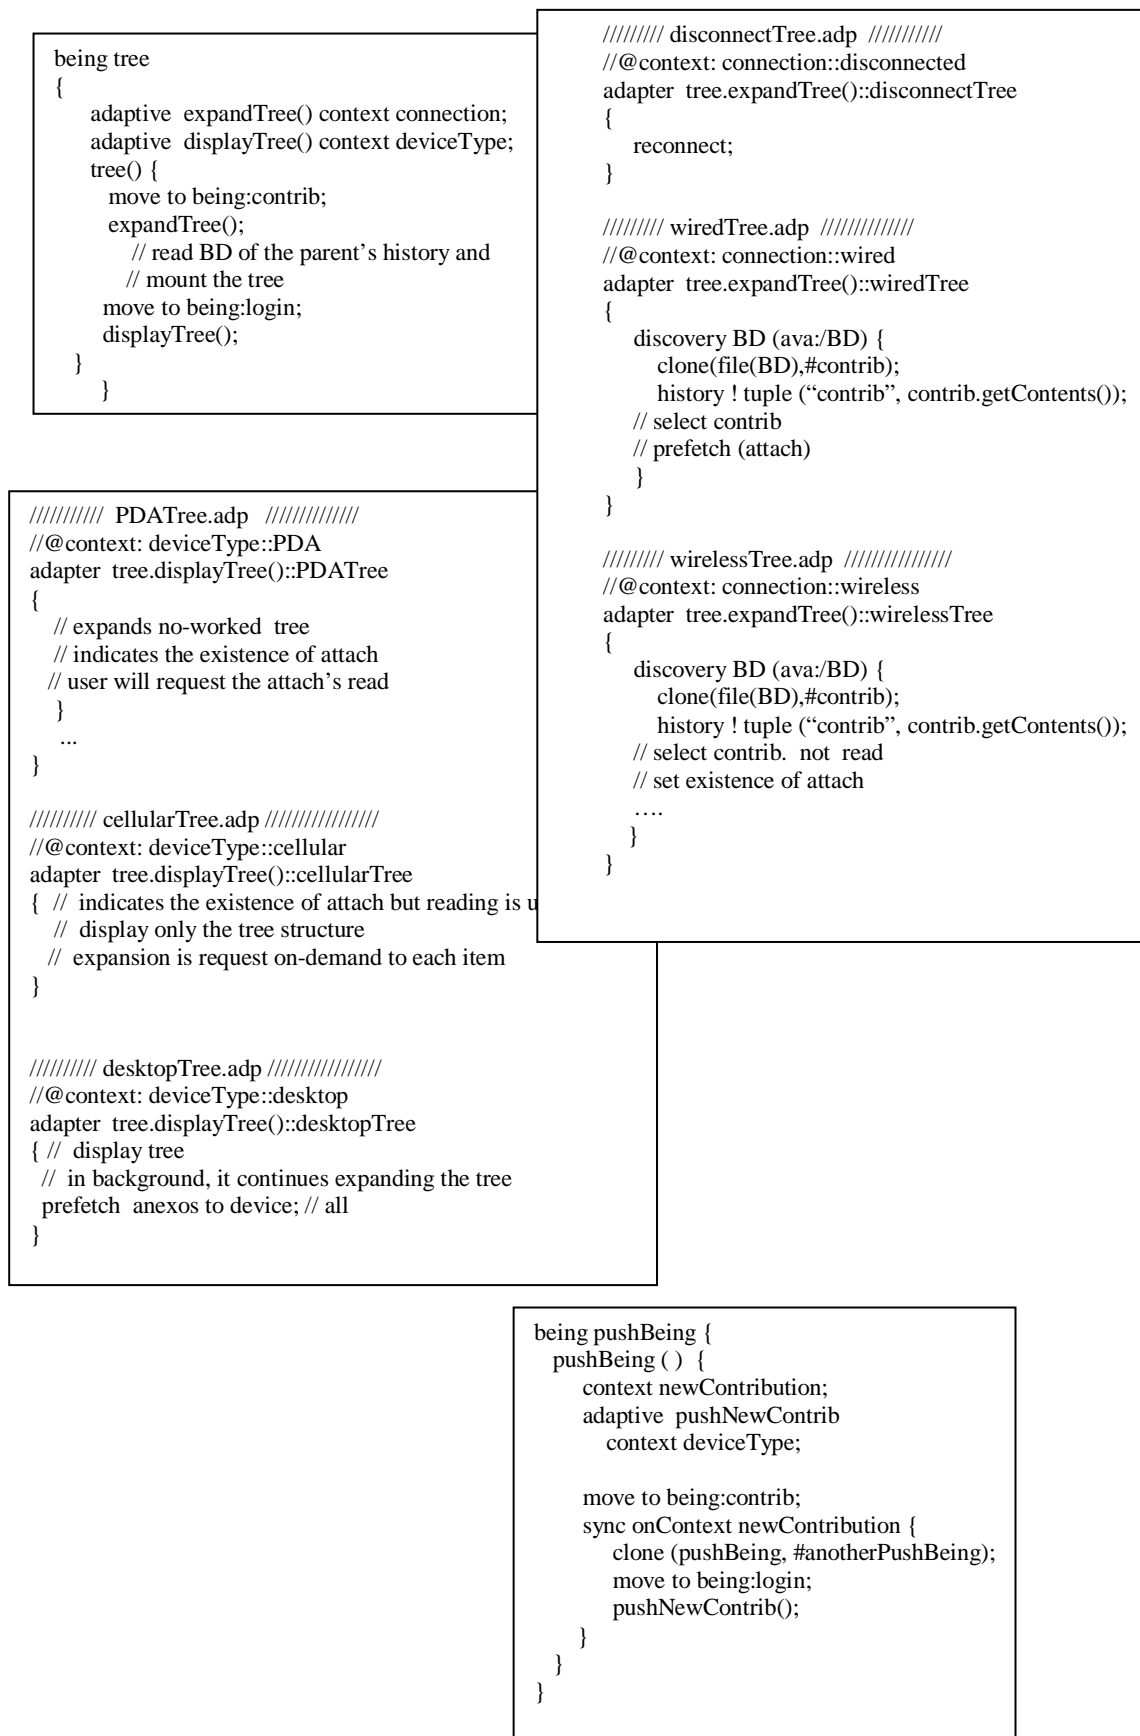 being tree
{
adaptive expandTree() context connection;
adaptive displayTree() context deviceType;
tree() {
move to being:contrib;
expandTree();
// read BD of the parent’s history and
// mount the tree
move to being:login;
displayTree();
}
}
///////// disconnectTree.adp ///////////
//@context: connection::disconnected
adapter tree.expandTree()::disconnectTree
{
reconnect;
}
///////// wiredTree.adp //////////////
//@context: connection::wired
adapter tree.expandTree()::wiredTree
{
discovery BD (ava:/BD) {
clone(file(BD),#contrib);
history ! tuple (“contrib”, contrib.getContents());
// select contrib
// prefetch (attach)
}
}
///////// wirelessTree.adp ////////////////
//@context: connection::wireless
adapter tree.expandTree()::wirelessTree
{
discovery BD (ava:/BD) {
clone(file(BD),#contrib);
history ! tuple (“contrib”, contrib.getContents());
// select contrib. not read
// set existence of attach
….
}
}
/////////// PDATree.adp //////////////
//@context: deviceType::PDA
adapter tree.displayTree()::PDATree
{
// expands no-worked tree
// indicates the existence of attach
// user will request the attach’s read
}
...
}
////////// cellularTree.adp /////////////////
//@context: deviceType::cellular
adapter tree.displayTree()::cellularTree
{ // indicates the existence of attach but reading is
// display only the tree structure
// expansion is request on-demand to each item
}
////////// desktopTree.adp /////////////////
//@context: deviceType::desktop
adapter tree.displayTree()::desktopTree
{ // display tree
// in background, it continues expanding the tree
prefetch anexos to device; // all
}
being pushBeing {
pushBeing ( ) {
context newContribution;
adaptive pushNewContrib
context deviceType;
move to being:contrib;
sync onContext newContribution {
clone (pushBeing, #anotherPushBeing);
move to being:login;
pushNewContrib();
}
}
}